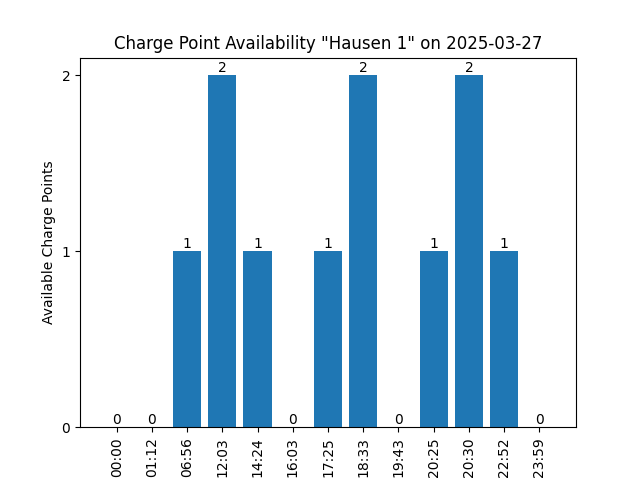 Charge Point Availability "Hausen 1" on 2025-03-27
Available Charge Points
2
1
0
0 0 1 2 1 0 1 2 0 1 2 1 0
00:00 01:12 06:56 12:03 14:24 16:03 17:25 18:33 19:43 20:25 20:30 22:52 23:59